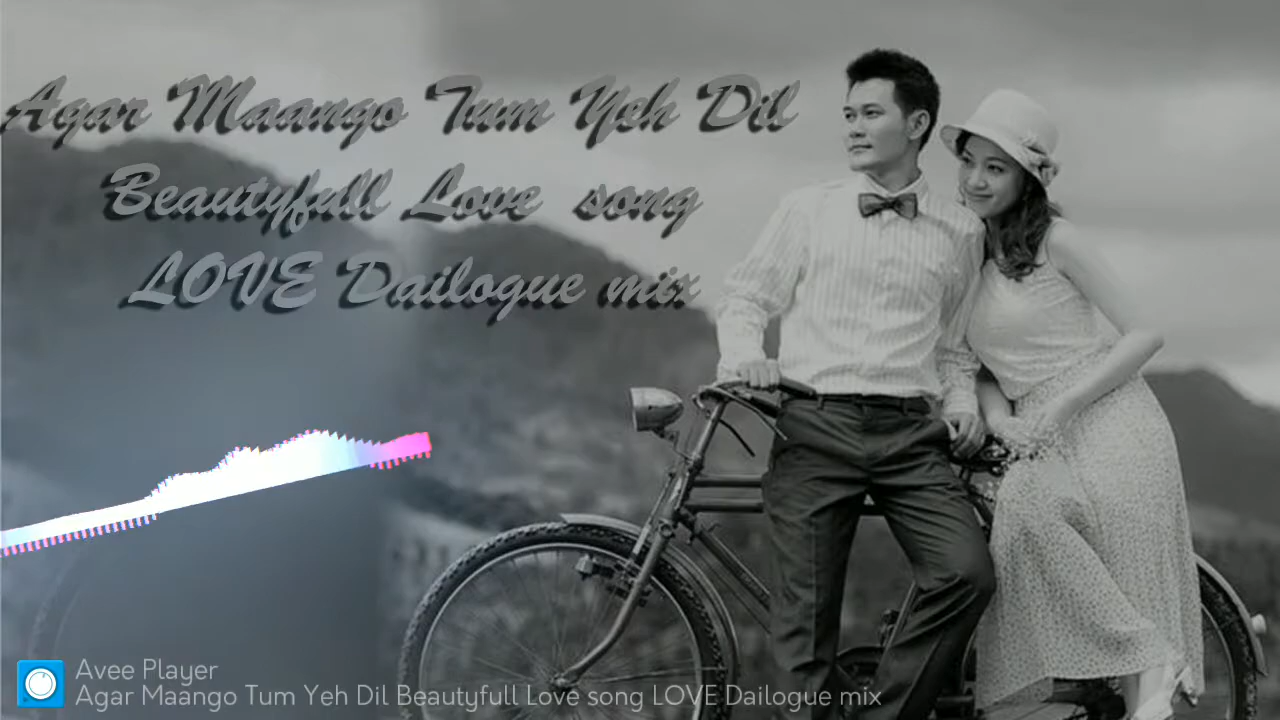 Agar Maango Tum Yeh Dil
Beautyfull Love song
LOVE Dailogue mix
Avee Player
Agar Maango Tum Yeh Dil Beautyfull Love song LOVE Dailogue mix